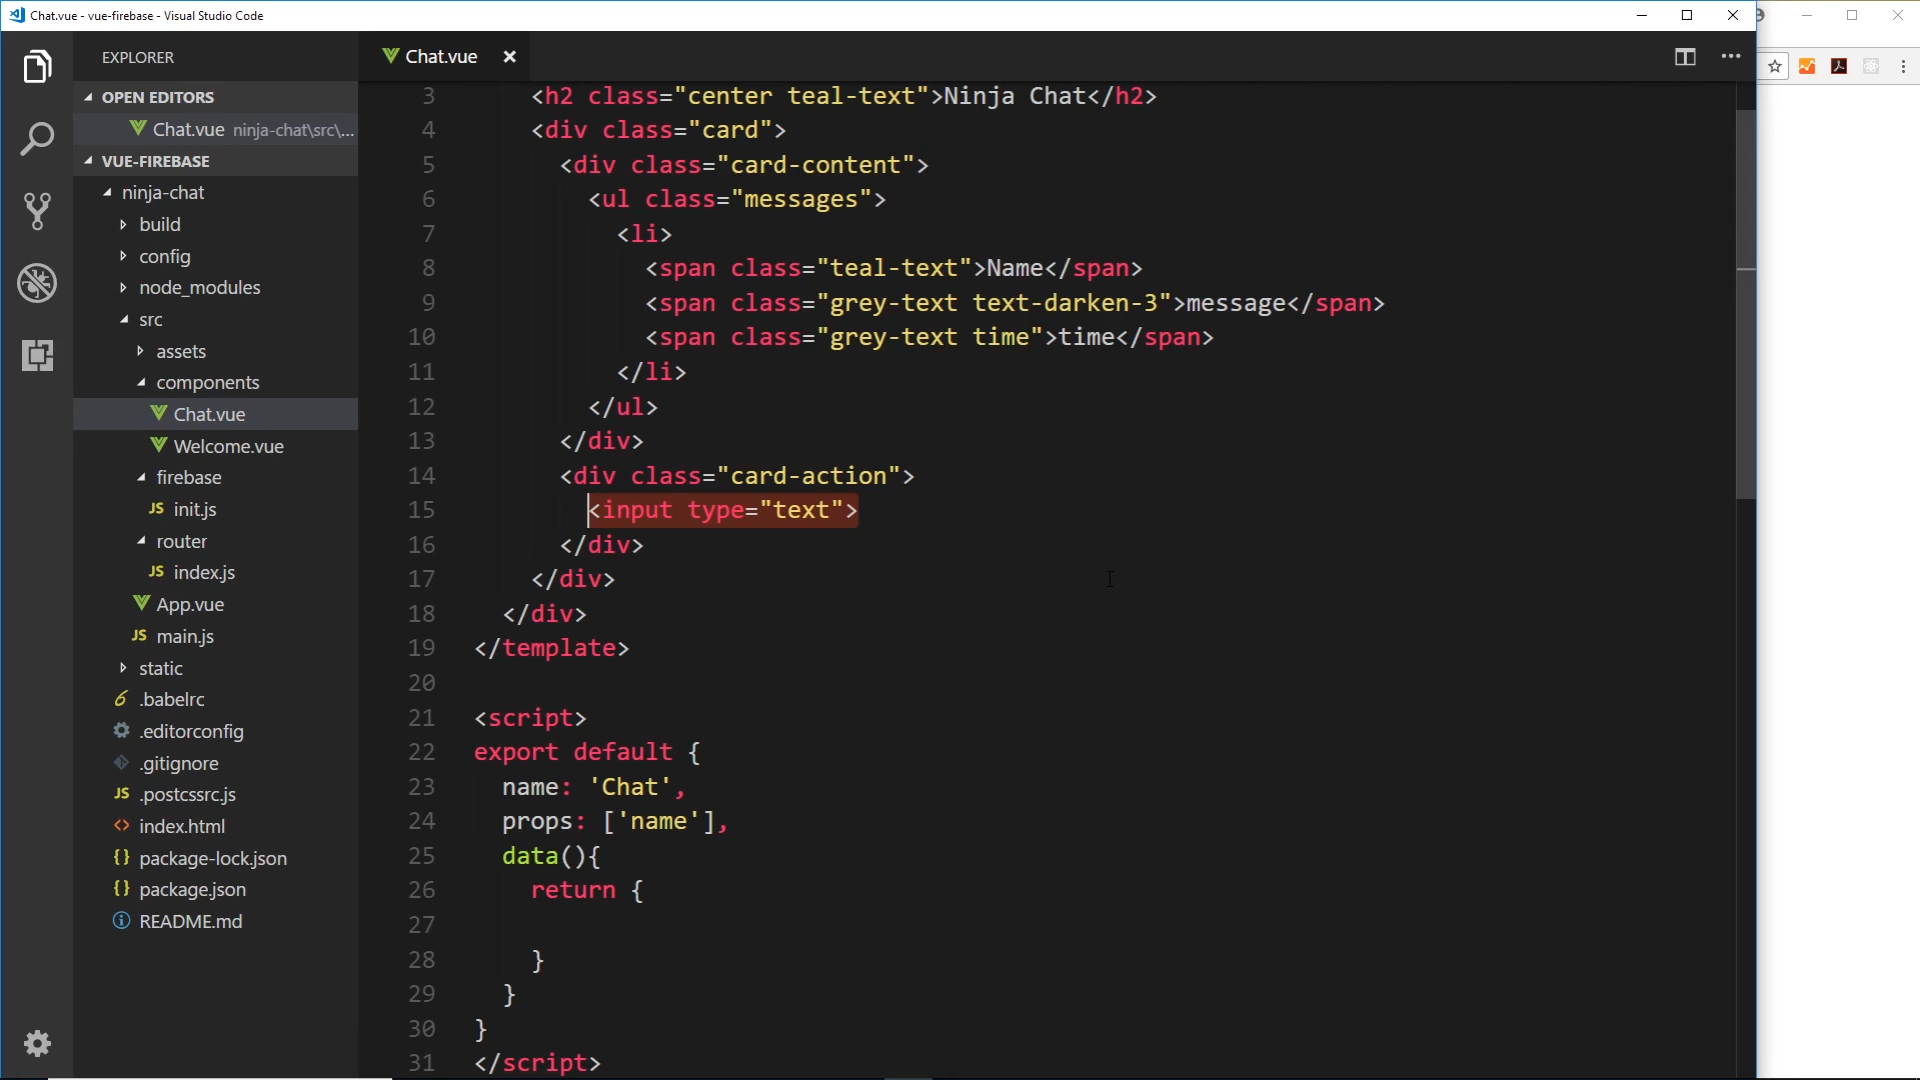 Chat.vue - vue-firebase - Visual Studio Code
EXPLORER
OPEN EDITORS
Chat.vue ninja-chat\src\...
VUE-FIREBASE
ninja-chat
build
config
node_modules
src
assets
components
Chat.vue
Welcome.vue
firebase
JS init.js
router
JS index.js
App.vue
JS main.js
static
.babelrc
.editorconfig
.gitignore
JS .postcssrc.js
<> index.html
{} package-lock.json
{} package.json
README.md
Chat.vue
3 <h2 class="center teal-text">Ninja Chat</h2>
4 <div class="card">
5 <div class="card-content">
6 <ul class="messages">
7 <li>
8 <span class="teal-text">Name</span>
9 <span class="grey-text text-darken-3">message</span>
10 <span class="grey-text time">time</span>
11 </li>
12 </ul>
13 </div>
14 <div class="card-action">
15 <input type="text">
16 </div>
17 </div>
18 </div>
19 </template>
20
21 <script>
22 export default {
23 name: 'Chat',
24 props: ['name'],
25 data(){
26 return {
27
28 }
29 }
30 }
31 </script>